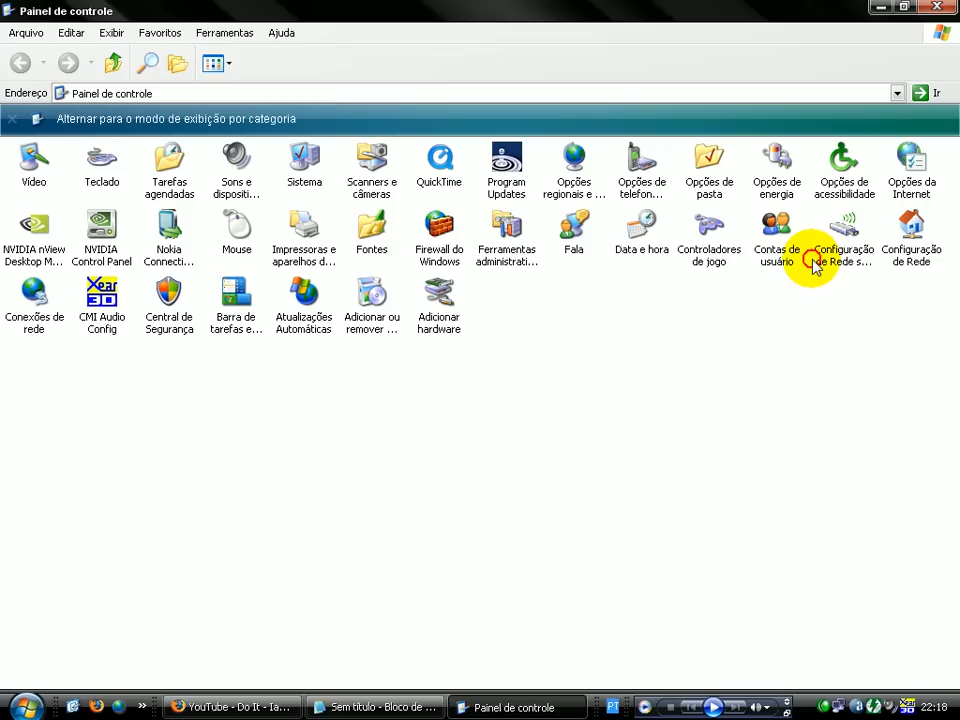 Painel de controle
Arquivo Editar Exibir Favoritos Ferramentas Ajuda
Endereço Painel de controle Ir
Alternar para o modo de exibição por categoria
Vídeo
Teclado
Tarefas
agendadas
Sons e
dispositi...
Sistema
Scanners e
câmeras
QuickTime
Program
Updates
Opções
regionais e ...
Opções de
telefon...
Opções de
pasta
Opções de
energia
Opções de
acessibilidade
Opções da
Internet
NVIDIA nView
Desktop M...
NVIDIA
Control Panel
Nokia
Connecti...
Mouse
Impressoras e
aparelhos d...
Fontes
Firewall do
Windows
Ferramentas
administrati...
Fala
Data e hora
Controladores
de jogo
Contas de
usuário
Configuração
de Rede s...
Configuração
de Rede
Conexões de
rede
Xear
3D
CMI Audio
Config
Central de
Segurança
Barra de
tarefas e...
Atualizações
Automáticas
Adicionar ou
remover ...
Adicionar
hardware
YouTube - Do It - Ia... Sem título - Bloco de ... Painel de controle PT 22:18